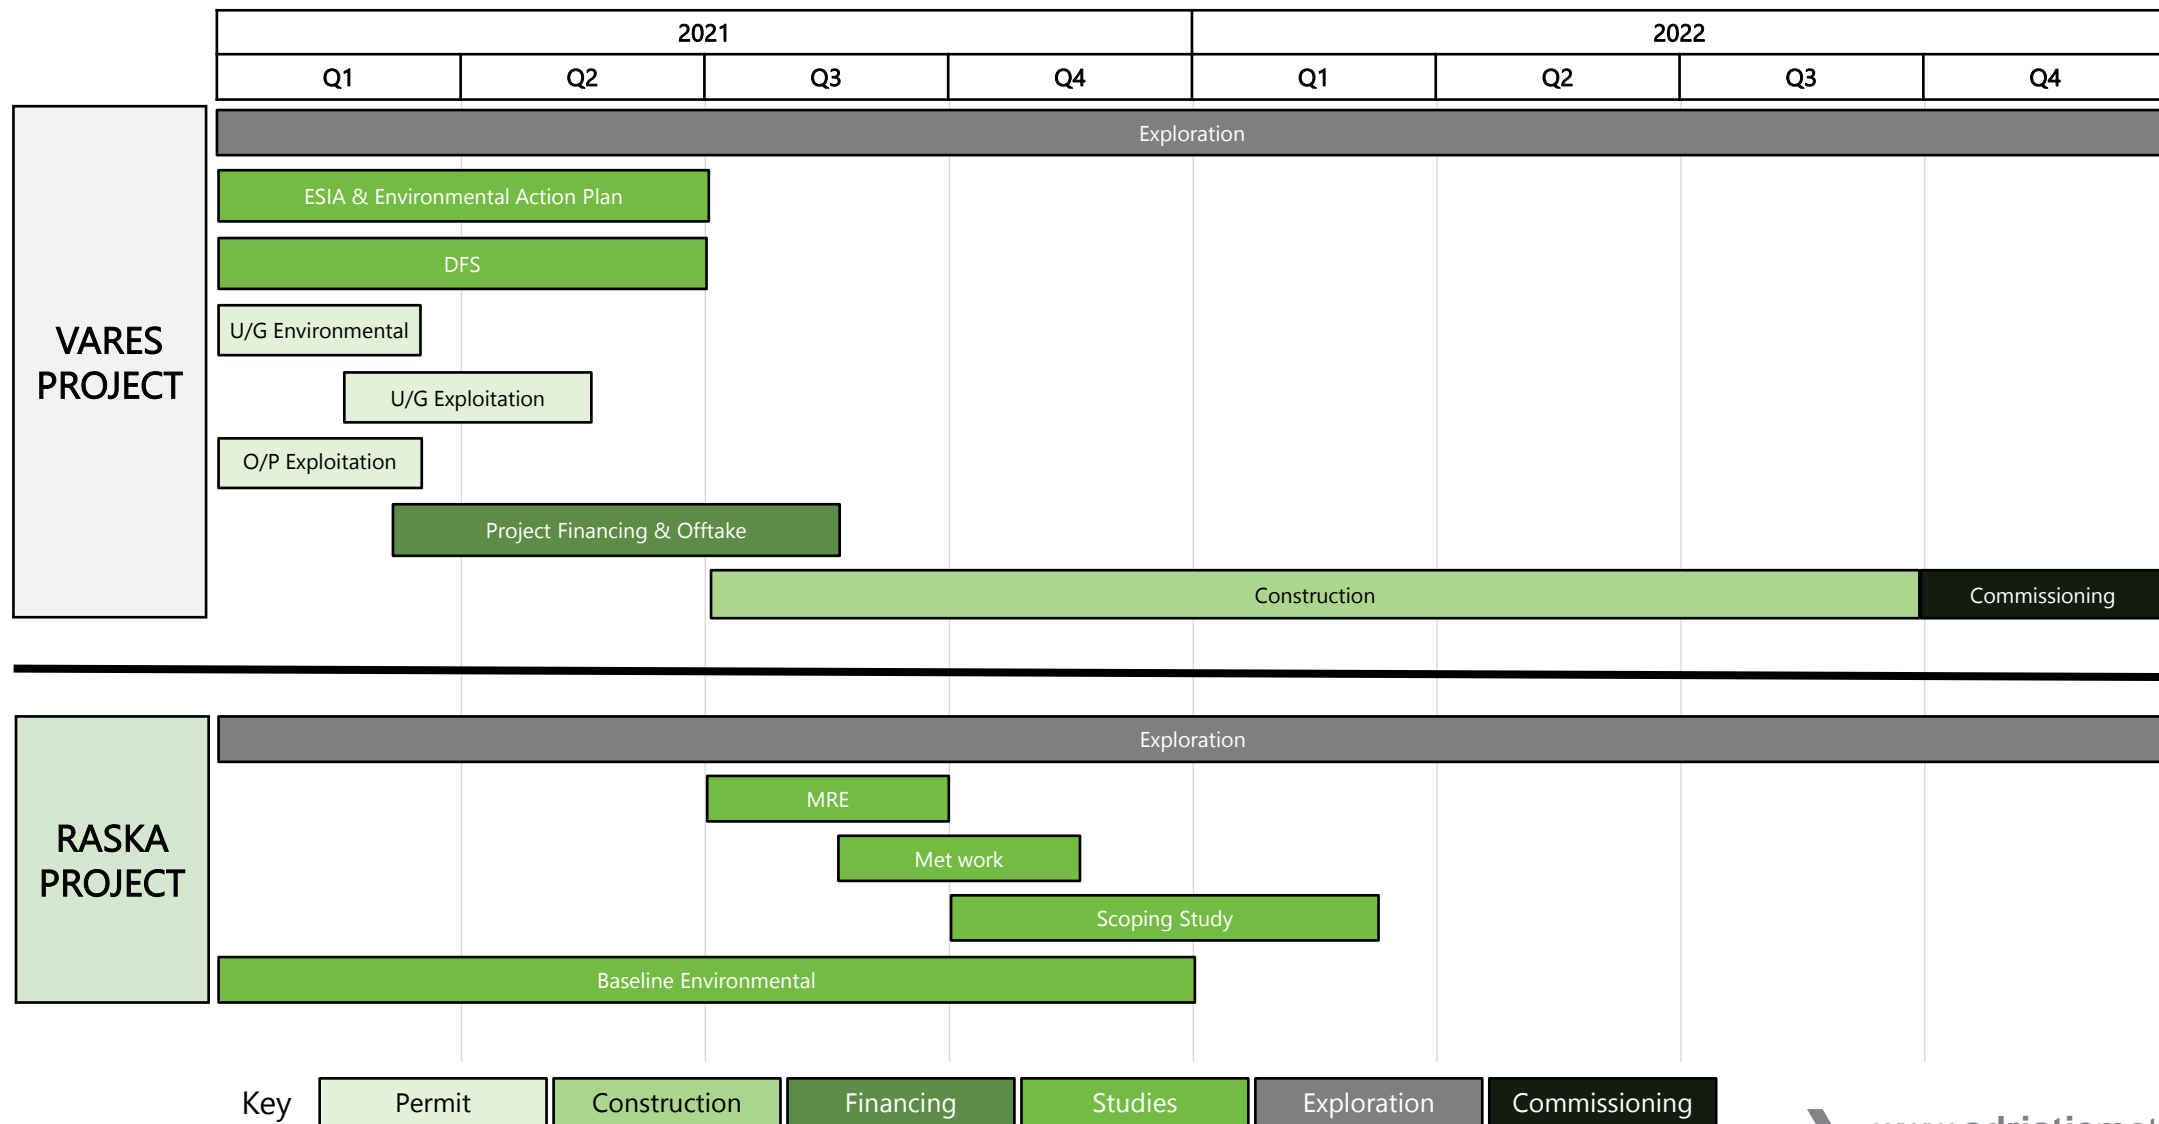 2021 2022
Q1 Q2 Q3 Q4 Q1 Q2 Q3 Q4
VARES
PROJECT
Exploration
ESIA & Environmental Action Plan
DFS
U/G Environmental
U/G Exploitation
O/P Exploitation
Project Financing & Offtake
Construction Commissioning
RASKA
PROJECT
Exploration
MRE
Met work
Scoping Study
Baseline Environmental
Key Permit Construction Financing Studies Exploration Commissioning